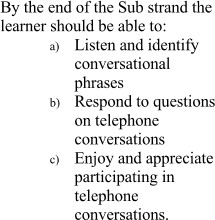 By the end of the Sub strand the
learner should be able to:
a) Listen and identify
conversational
phrases
b) Respond to questions
on telephone
conversations
c) Enjoy and appreciate
participating in
telephone
conversations.